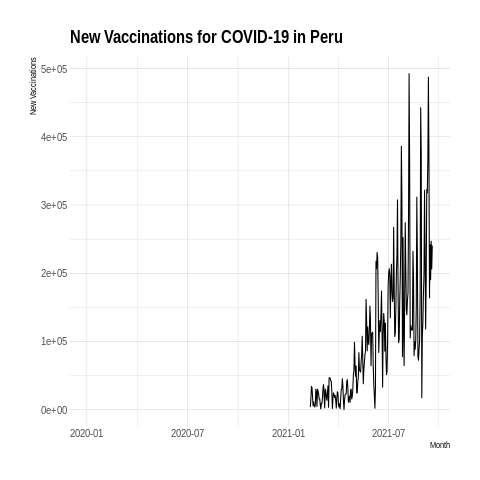 New Vaccinations for COVID-19 in Peru
New Vaccinations
5e+05
4e+05
3e+05
2e+05
1e+05
0e+00
2020-01 2020-07 2021-01 2021-07
Month